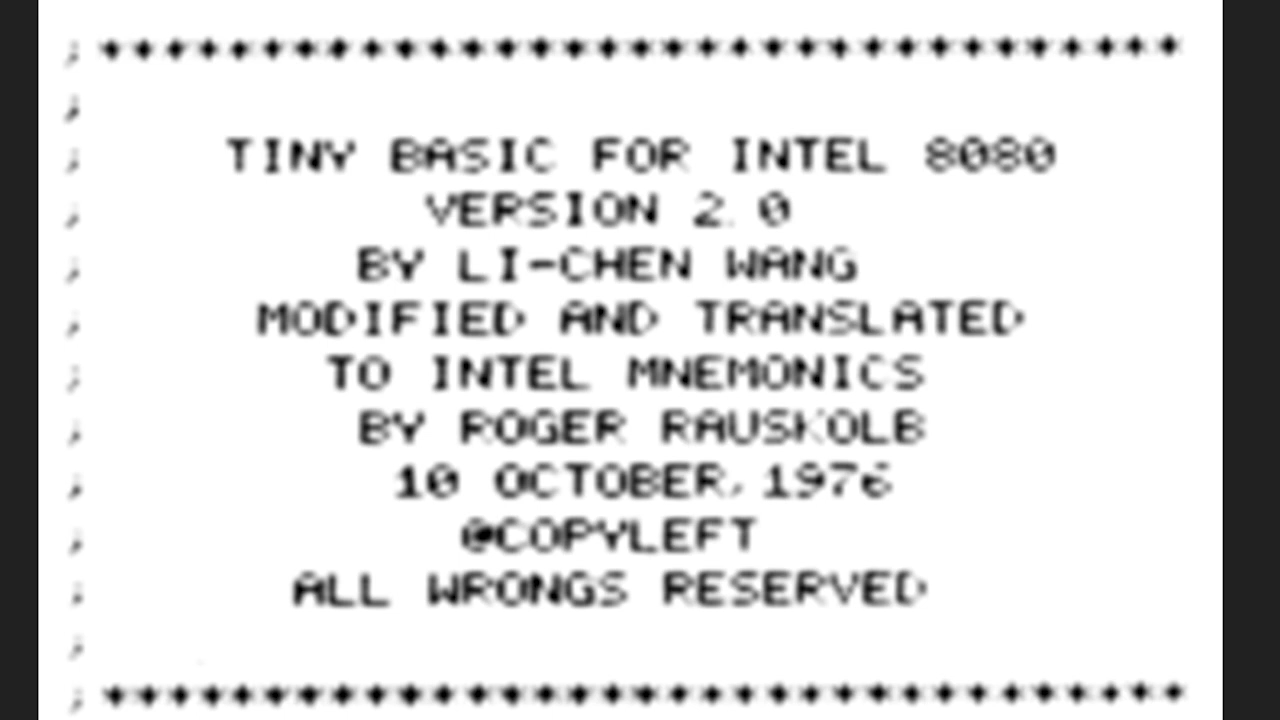 ; *********************************
;
; TINY BASIC FOR INTEL 8080
; VERSION 2.0
; BY LI-CHEN WANG
; MODIFIED AND TRANSLATED
; TO INTEL MNEMONICS
; BY ROGER RAUSKOLB
; 10 OCTOBER,1976
; @COPYLEFT
; ALL WRONGS RESERVED
;
; *********************************